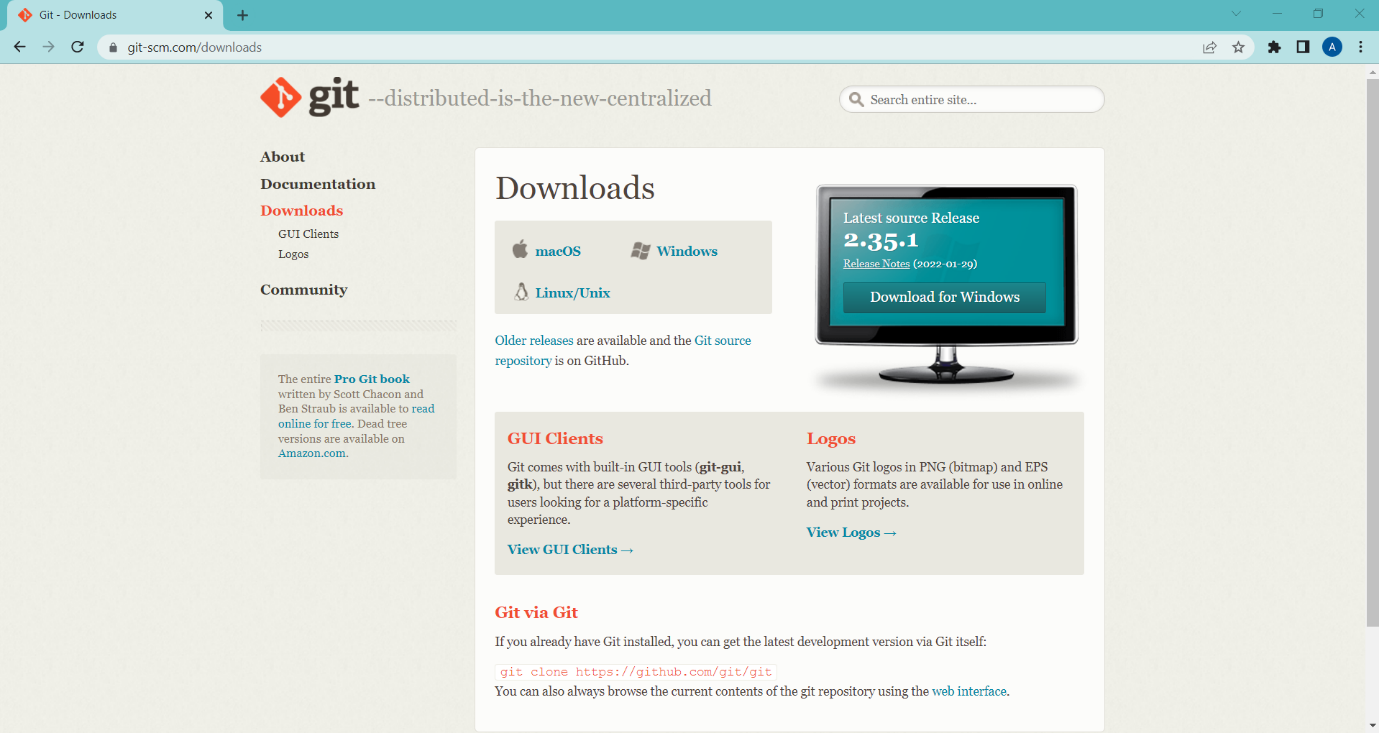 Git - Downloads
git-scm.com/downloads
A
git --distributed-is-the-new-centralized
Search entire site...
About
Documentation
Downloads
GUI Clients
Logos
Community
The entire Pro Git book
written by Scott Chacon and
Ben Straub is available to read
online for free. Dead tree
versions are available on
Amazon.com.
Downloads
macOS
Windows
Linux/Unix
Older releases are available and the Git source
repository is on GitHub.
Latest source Release
2.35.1
Release Notes (2022-01-29)
Download for Windows
GUI Clients
Git comes with built-in GUI tools (git-gui,
gitk), but there are several third-party tools for
users looking for a platform-specific
experience.
View GUI Clients →
Logos
Various Git logos in PNG (bitmap) and EPS
(vector) formats are available for use in online
and print projects.
View Logos →
Git via Git
If you already have Git installed, you can get the latest development version via Git itself:
git clone https://github.com/git/git
You can also always browse the current contents of the git repository using the web interface.